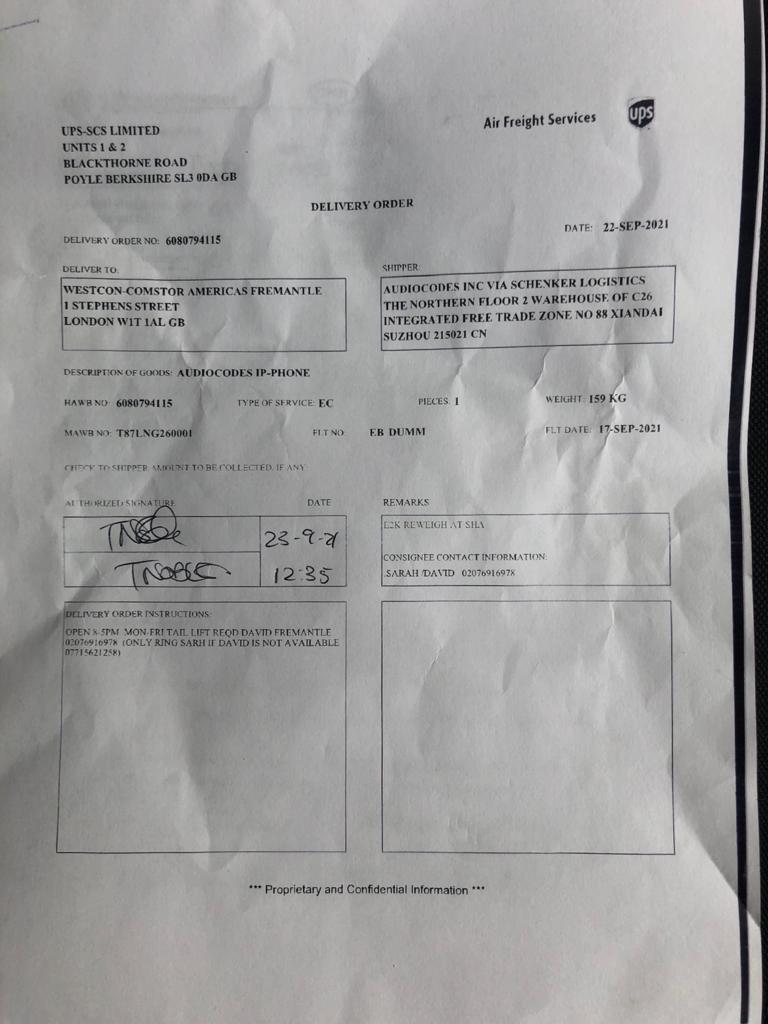 Air Freight Services
ups
UPS-SCS LIMITED
UNITS 1 & 2
BLACKTHORNE ROAD
POYLE BERKSHIRE SL3 0DA GB
DELIVERY ORDER
DATE: 22-SEP-2021
DELIVERY ORDER NO: 6080794115
DELIVER TO:
WESTCON-COMSTOR AMERICAS FREMANTLE
1 STEPHENS STREET
LONDON W1T 1AL GB
SHIPPER:
AUDIOCODES INC VIA SCHENKER LOGISTICS
THE NORTHERN FLOOR 2 WAREHOUSE OF C26
INTEGRATED FREE TRADE ZONE NO 88 XIANDAI
SUZHOU 215021 CN
DESCRIPTION OF GOODS: AUDIOCODES IP-PHONE
HAWB NO: 6080794115 TYPE OF SERVICE: EC PIECES: 1 WEIGHT: 159 KG
MAWB NO: T87LNG260001 FLT NO: EB DUMM FLT DATE: 17-SEP-2021
CHECK TO SHIPPER AMOUNT TO BE COLLECTED, IF ANY:
AUTHORIZED SIGNATURE DATE
23-9-21
TNOBLE 12:35
REMARKS
E2K REWEIGH AT SHA
CONSIGNEE CONTACT INFORMATION:
SARAH /DAVID 02076916978
DELIVERY ORDER INSTRUCTIONS:
OPEN 8-5PM MON-FRI TAIL LIFT REQD DAVID FREMANTLE
02076916978 (ONLY RING SARH IF DAVID IS NOT AVAILABLE
07715621258)
*** Proprietary and Confidential Information ***